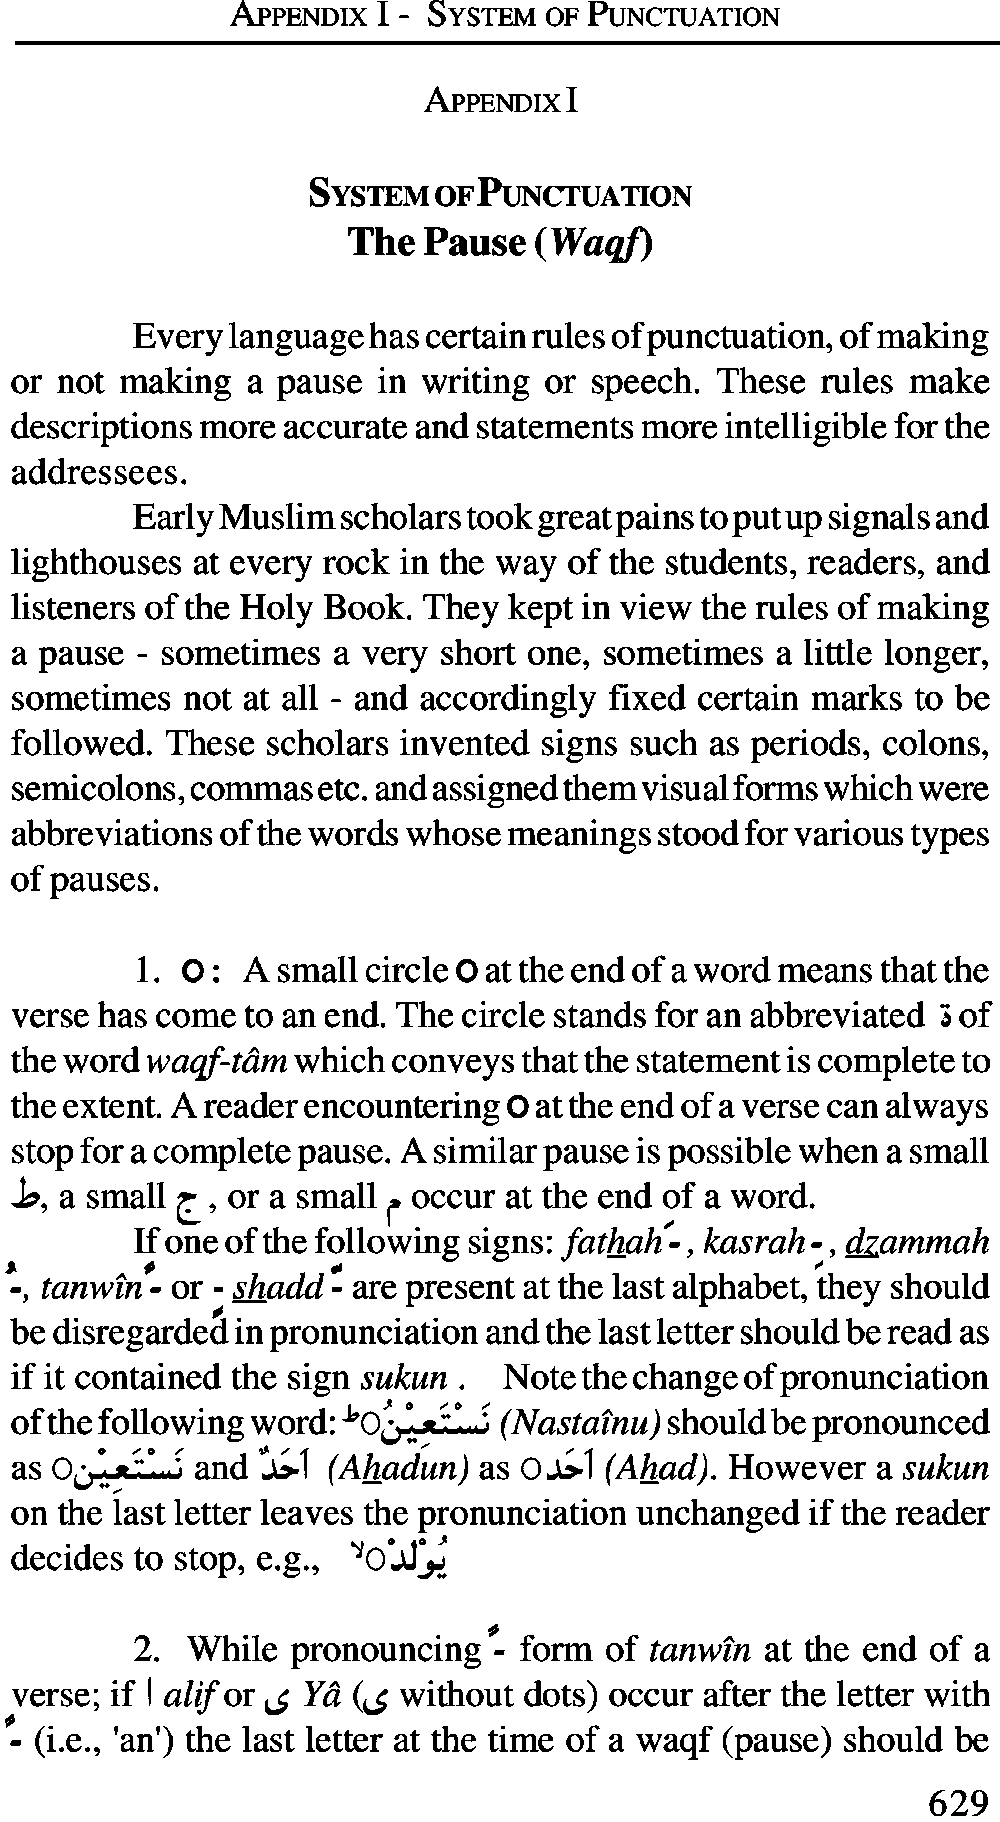 APPENDIX I - SYSTEM OF PUNCTUATION
APPENDIX I
SYSTEM OF PUNCTUATION
The Pause (Waqf)
Every language has certain rules of punctuation, of making
or not making a pause in writing or speech. These rules make
descriptions more accurate and statements more intelligible for the
addressees.
Early Muslim scholars took great pains to put up signals and
lighthouses at every rock in the way of the students, readers, and
listeners of the Holy Book. They kept in view the rules of making
a pause - sometimes a very short one, sometimes a little longer,
sometimes not at all - and accordingly fixed certain marks to be
followed. These scholars invented signs such as periods, colons,
semicolons, commas etc. and assigned them visual forms which were
abbreviations of the words whose meanings stood for various types
of pauses.
1. O : A small circle O at the end of a word means that the
verse has come to an end. The circle stands for an abbreviated ة of
the word waqf-tâm which conveys that the statement is complete to
the extent. A reader encountering O at the end of a verse can always
stop for a complete pause. A similar pause is possible when a small
ط, a small ج , or a small م occur at the end of a word.
If one of the following signs: fathah -َ , kasrah -ِ , dzammah
-ُ, tanwîn -ً or -ٍ shadd -ّ are present at the last alphabet, they should
be disregarded in pronunciation and the last letter should be read as
if it contained the sign sukun . Note the change of pronunciation
of the following word: نَسْتَعِيْنُO ط (Nastaînu) should be pronounced
as نَسْتَعِيْنO and اَحَدٌ (Ahadun) as اَحَدO (Ahad). However a sukun
on the last letter leaves the pronunciation unchanged if the reader
decides to stop, e.g., يُوْلَدْO لا
2. While pronouncing -ً form of tanwîn at the end of a
verse; if ا alif or ى Yâ (ى without dots) occur after the letter with
-ً (i.e., 'an') the last letter at the time of a waqf (pause) should be
629